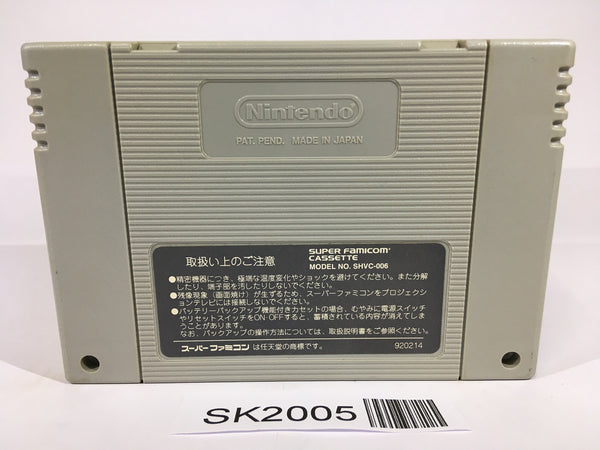 Nintendo
PAT. PEND. MADE IN JAPAN
取扱い上のご注意
SUPER FAMICOM
CASSETTE
MODEL NO. SHVC-006
●精密機器につき、極端な温度変化やショックを避けてください。また分解
したり、端子部を汚したりしないでください。
●残像現象（画面焼け）が生ずるため、スーパーファミコンをプロジェクシ
ョンテレビには接続しないでください。
●バッテリーバックアップ機能付きカセットの場合、むやみに電源スイッチ
やリセットスイッチをON・OFFすると、蓄積されている内容が消えてしま
うことがあります。
なお、バックアップの操作方法については、取扱説明書をご参照ください。
スーパーファミコンは任天堂の商標です。
920214
SK2005